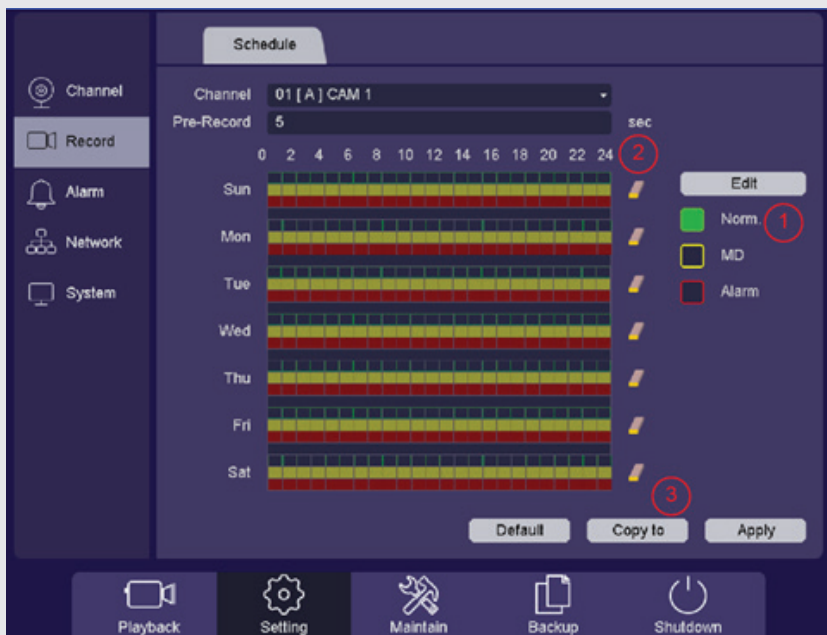 Schedule
Channel
Record
Alarm
Network
System
Channel 01 [ A ] CAM 1
Pre-Record 5 sec
0 2 4 6 8 10 12 14 16 18 20 22 24 2
Sun
Mon
Tue
Wed
Thu
Fri
Sat
Edit
Norm. 1
MD
Alarm
3
Default Copy to Apply
Playback Setting Maintain Backup Shutdown